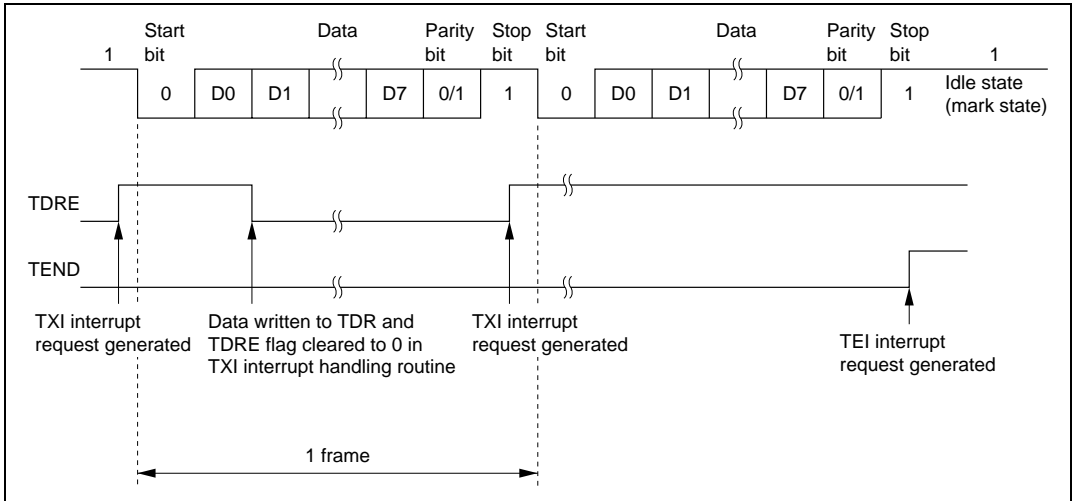 Start Data Parity Stop Start Data Parity Stop
1 bit bit bit bit bit bit 1
0 D0 D1 D7 0/1 1 0 D0 D1 D7 0/1 1 Idle state
(mark state)
TDRE
TEND
TXI interrupt
request generated
Data written to TDR and
TDRE flag cleared to 0 in
TXI interrupt handling routine
TXI interrupt
request generated
TEI interrupt
request generated
1 frame